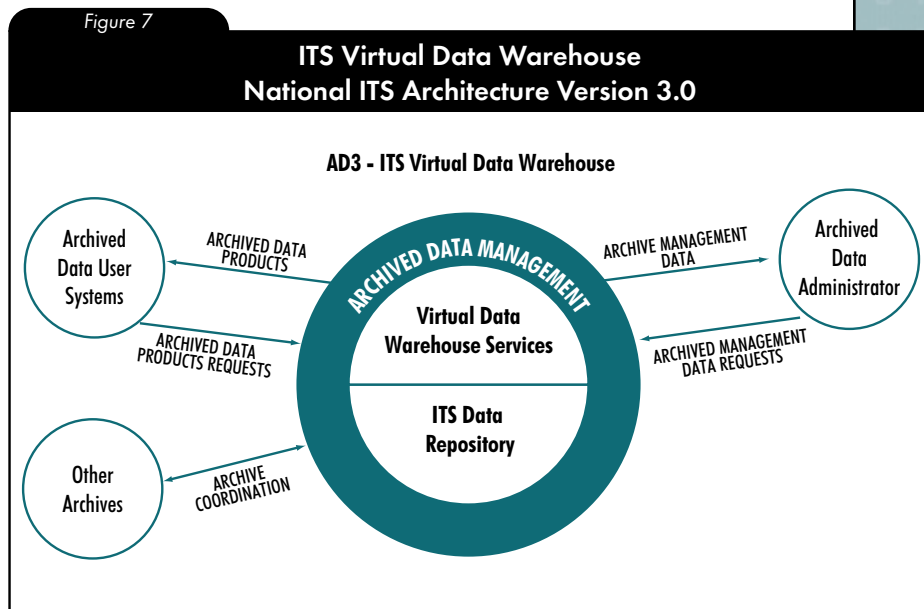 Figure 7
ITS Virtual Data Warehouse
National ITS Architecture Version 3.0
AD3 - ITS Virtual Data Warehouse
Archived
Data User
Systems
ARCHIVED DATA
PRODUCTS
ARCHIVED DATA
PRODUCTS REQUESTS
Other
Archives
ARCHIVE
COORDINATION
ARCHIVED DATA MANAGEMENT
Virtual Data
Warehouse Services
ITS Data
Repository
ARCHIVE MANAGEMENT
DATA
ARCHIVED MANAGEMENT
DATA REQUESTS
Archived
Data
Administrator